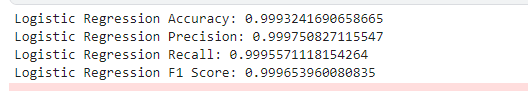 Logistic Regression Accuracy: 0.9993241690658665
Logistic Regression Precision: 0.999750827115547
Logistic Regression Recall: 0.9995571118154264
Logistic Regression F1 Score: 0.999653960080835